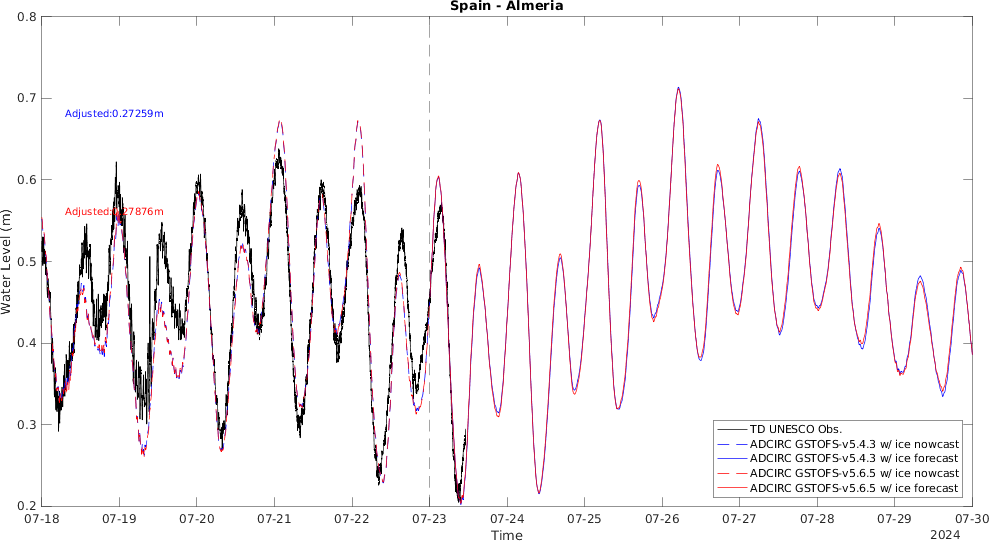 Spain - Almeria
0.8
0.7
0.6
0.5
0.4
0.3
0.2
Water Level (m)
Adjusted:0.27259m
Adjusted:0.27876m
TD UNESCO Obs.
ADCIRC GSTOFS-v5.4.3 w/ ice nowcast
ADCIRC GSTOFS-v5.4.3 w/ ice forecast
ADCIRC GSTOFS-v5.6.5 w/ ice nowcast
ADCIRC GSTOFS-v5.6.5 w/ ice forecast
07-18 07-19 07-20 07-21 07-22 07-23 07-24 07-25 07-26 07-27 07-28 07-29 07-30
Time
2024